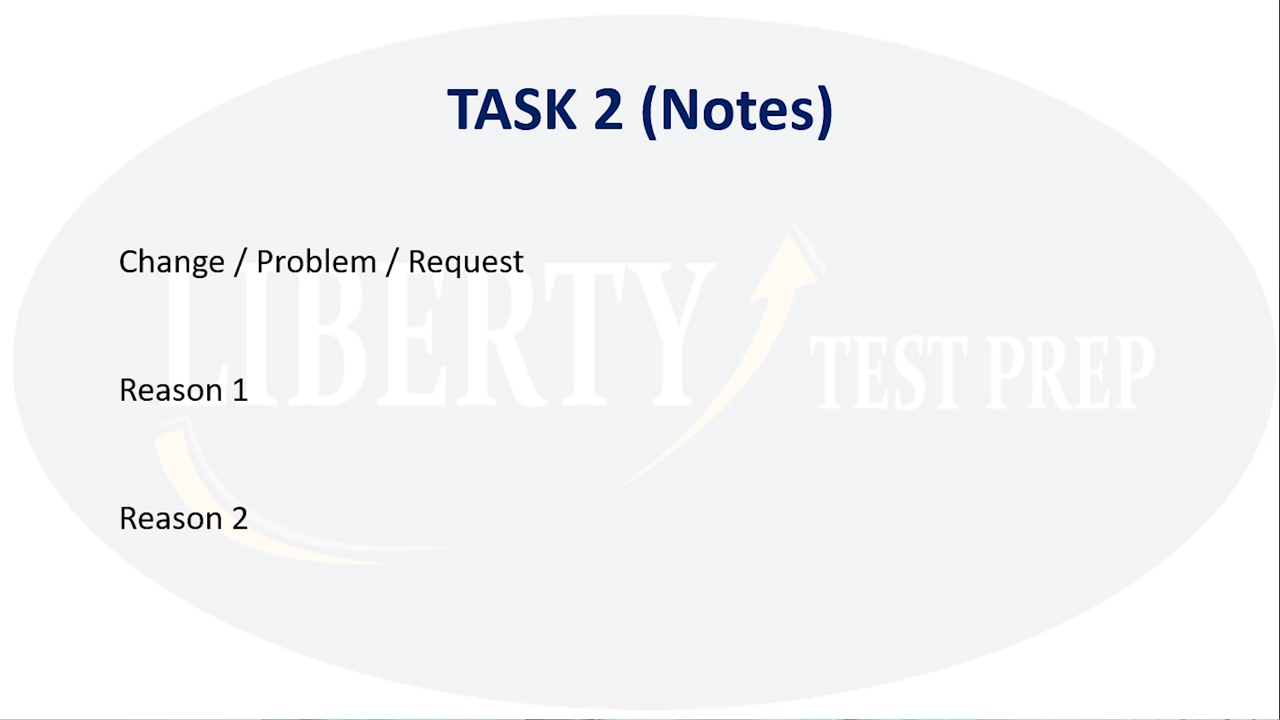 TASK 2 (Notes)
Change / Problem / Request
LIBERTY TEST PREP
Reason 1
Reason 2